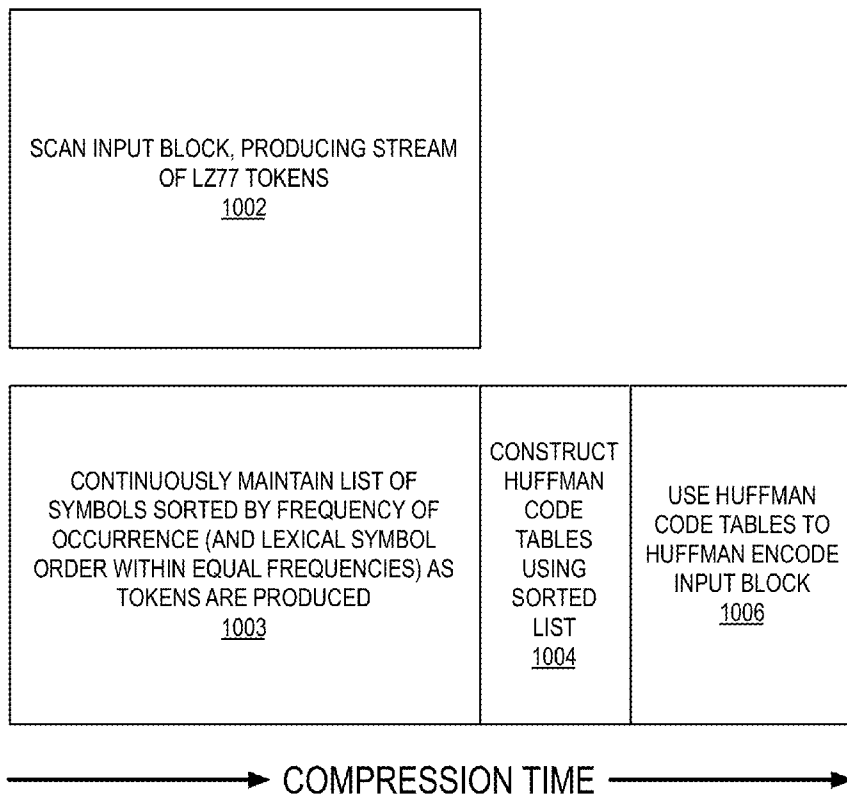 SCAN INPUT BLOCK, PRODUCING STREAM
OF LZ77 TOKENS
1002
CONTINUOUSLY MAINTAIN LIST OF
SYMBOLS SORTED BY FREQUENCY OF
OCCURRENCE (AND LEXICAL SYMBOL
ORDER WITHIN EQUAL FREQUENCIES) AS
TOKENS ARE PRODUCED
1003
CONSTRUCT
HUFFMAN
CODE
TABLES
USING
SORTED
LIST
1004
USE HUFFMAN
CODE TABLES TO
HUFFMAN ENCODE
INPUT BLOCK
1006
COMPRESSION TIME